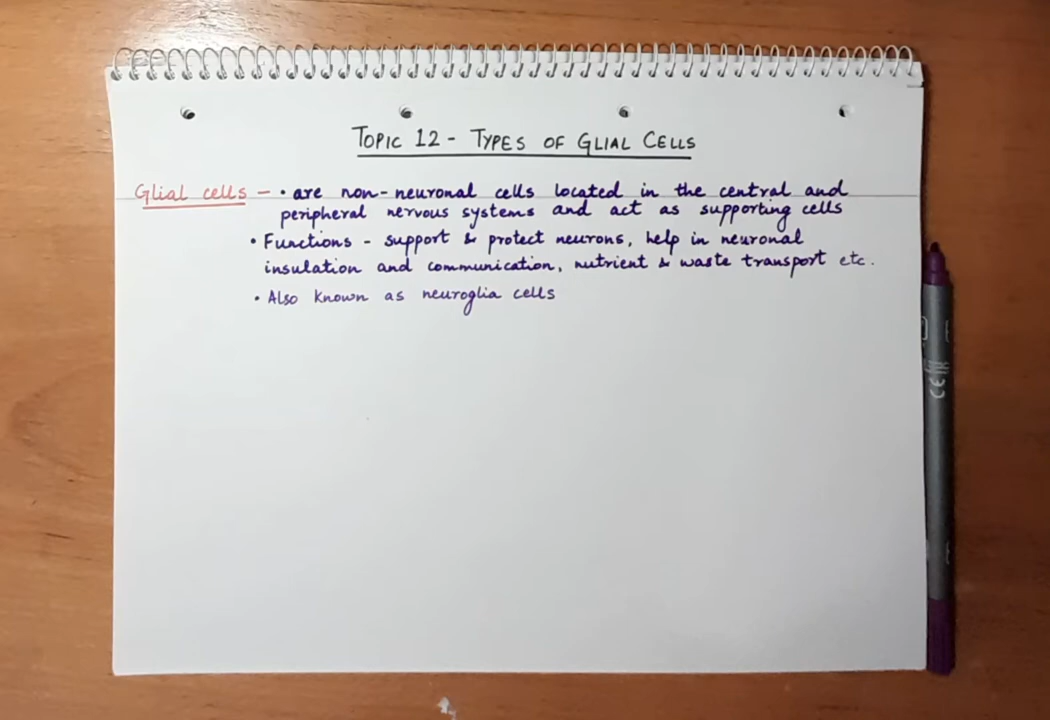 TOPIC 12 - TYPES OF GLIAL CELLS
Glial cells - • are non-neuronal cells located in the central and
peripheral nervous systems and act as supporting cells
• Functions - support & protect neurons, help in neuronal
insulation and communication, nutrient & waste transport etc.
• Also known as neuroglia cells
CE